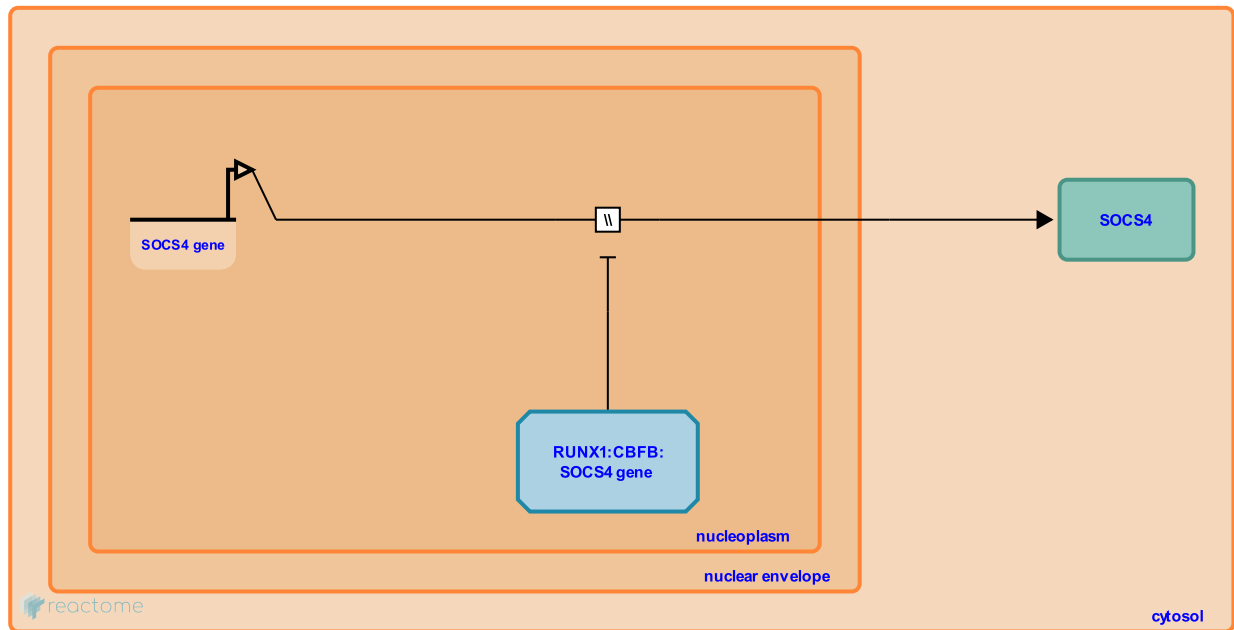 SOCS4 gene
\\
SOCS4
RUNX1:CBFB:
SOCS4 gene
nucleoplasm
nuclear envelope
reactome
cytosol